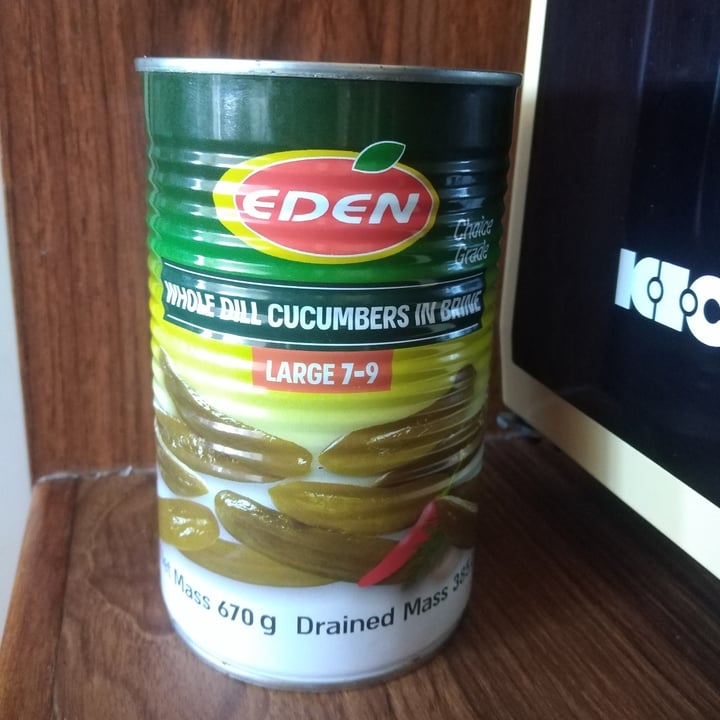 EDEN
Choice
Grade
WHOLE DILL CUCUMBERS IN BRINE
LARGE 7-9
Mass 670 g Drained Mass